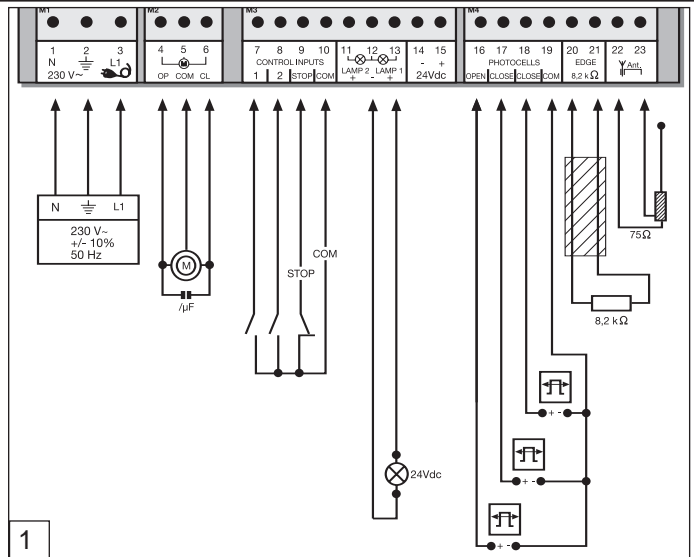 M1 M2 M3 M4
1 2 3 4 5 6 7 8 9 10 11 12 13 14 15 16 17 18 19 20 21 22 23
N L1 CONTROL INPUTS - + PHOTOCELLS EDGE Ant.
230 V~ OP COM CL 1 2 STOP COM LAMP 2 LAMP 1 24Vdc OPEN CLOSE CLOSE COM 8,2 kΩ
M
+ - +
N L1
230 V~
+/- 10%
50 Hz
M
/µF
COM
STOP
75Ω
8,2 kΩ
+ -
+ -
24Vdc
+ -
1